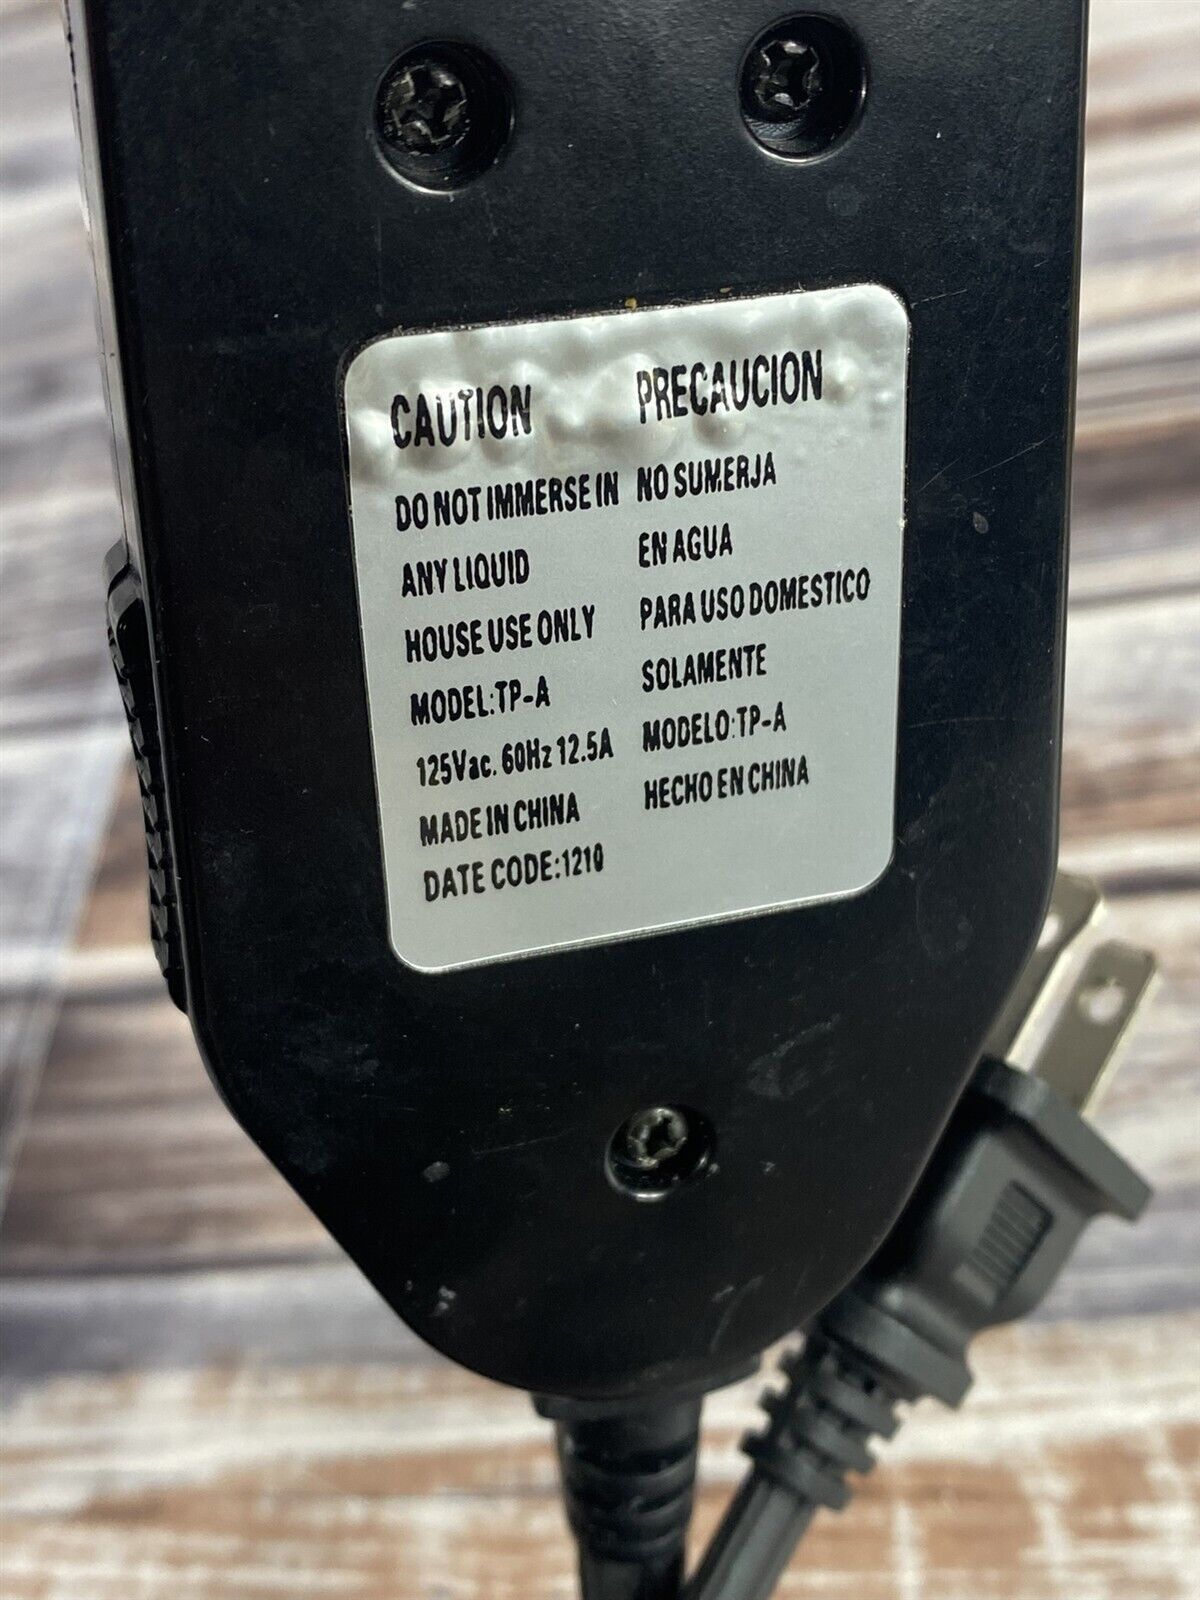 CAUTION
DO NOT IMMERSE IN
ANY LIQUID
HOUSE USE ONLY
MODEL:TP-A
125Vac. 60Hz 12.5A
MADE IN CHINA
DATE CODE:1210
PRECAUCION
NO SUMERJA
EN AGUA
PARA USO DOMESTICO
SOLAMENTE
MODELO:TP-A
HECHO EN CHINA